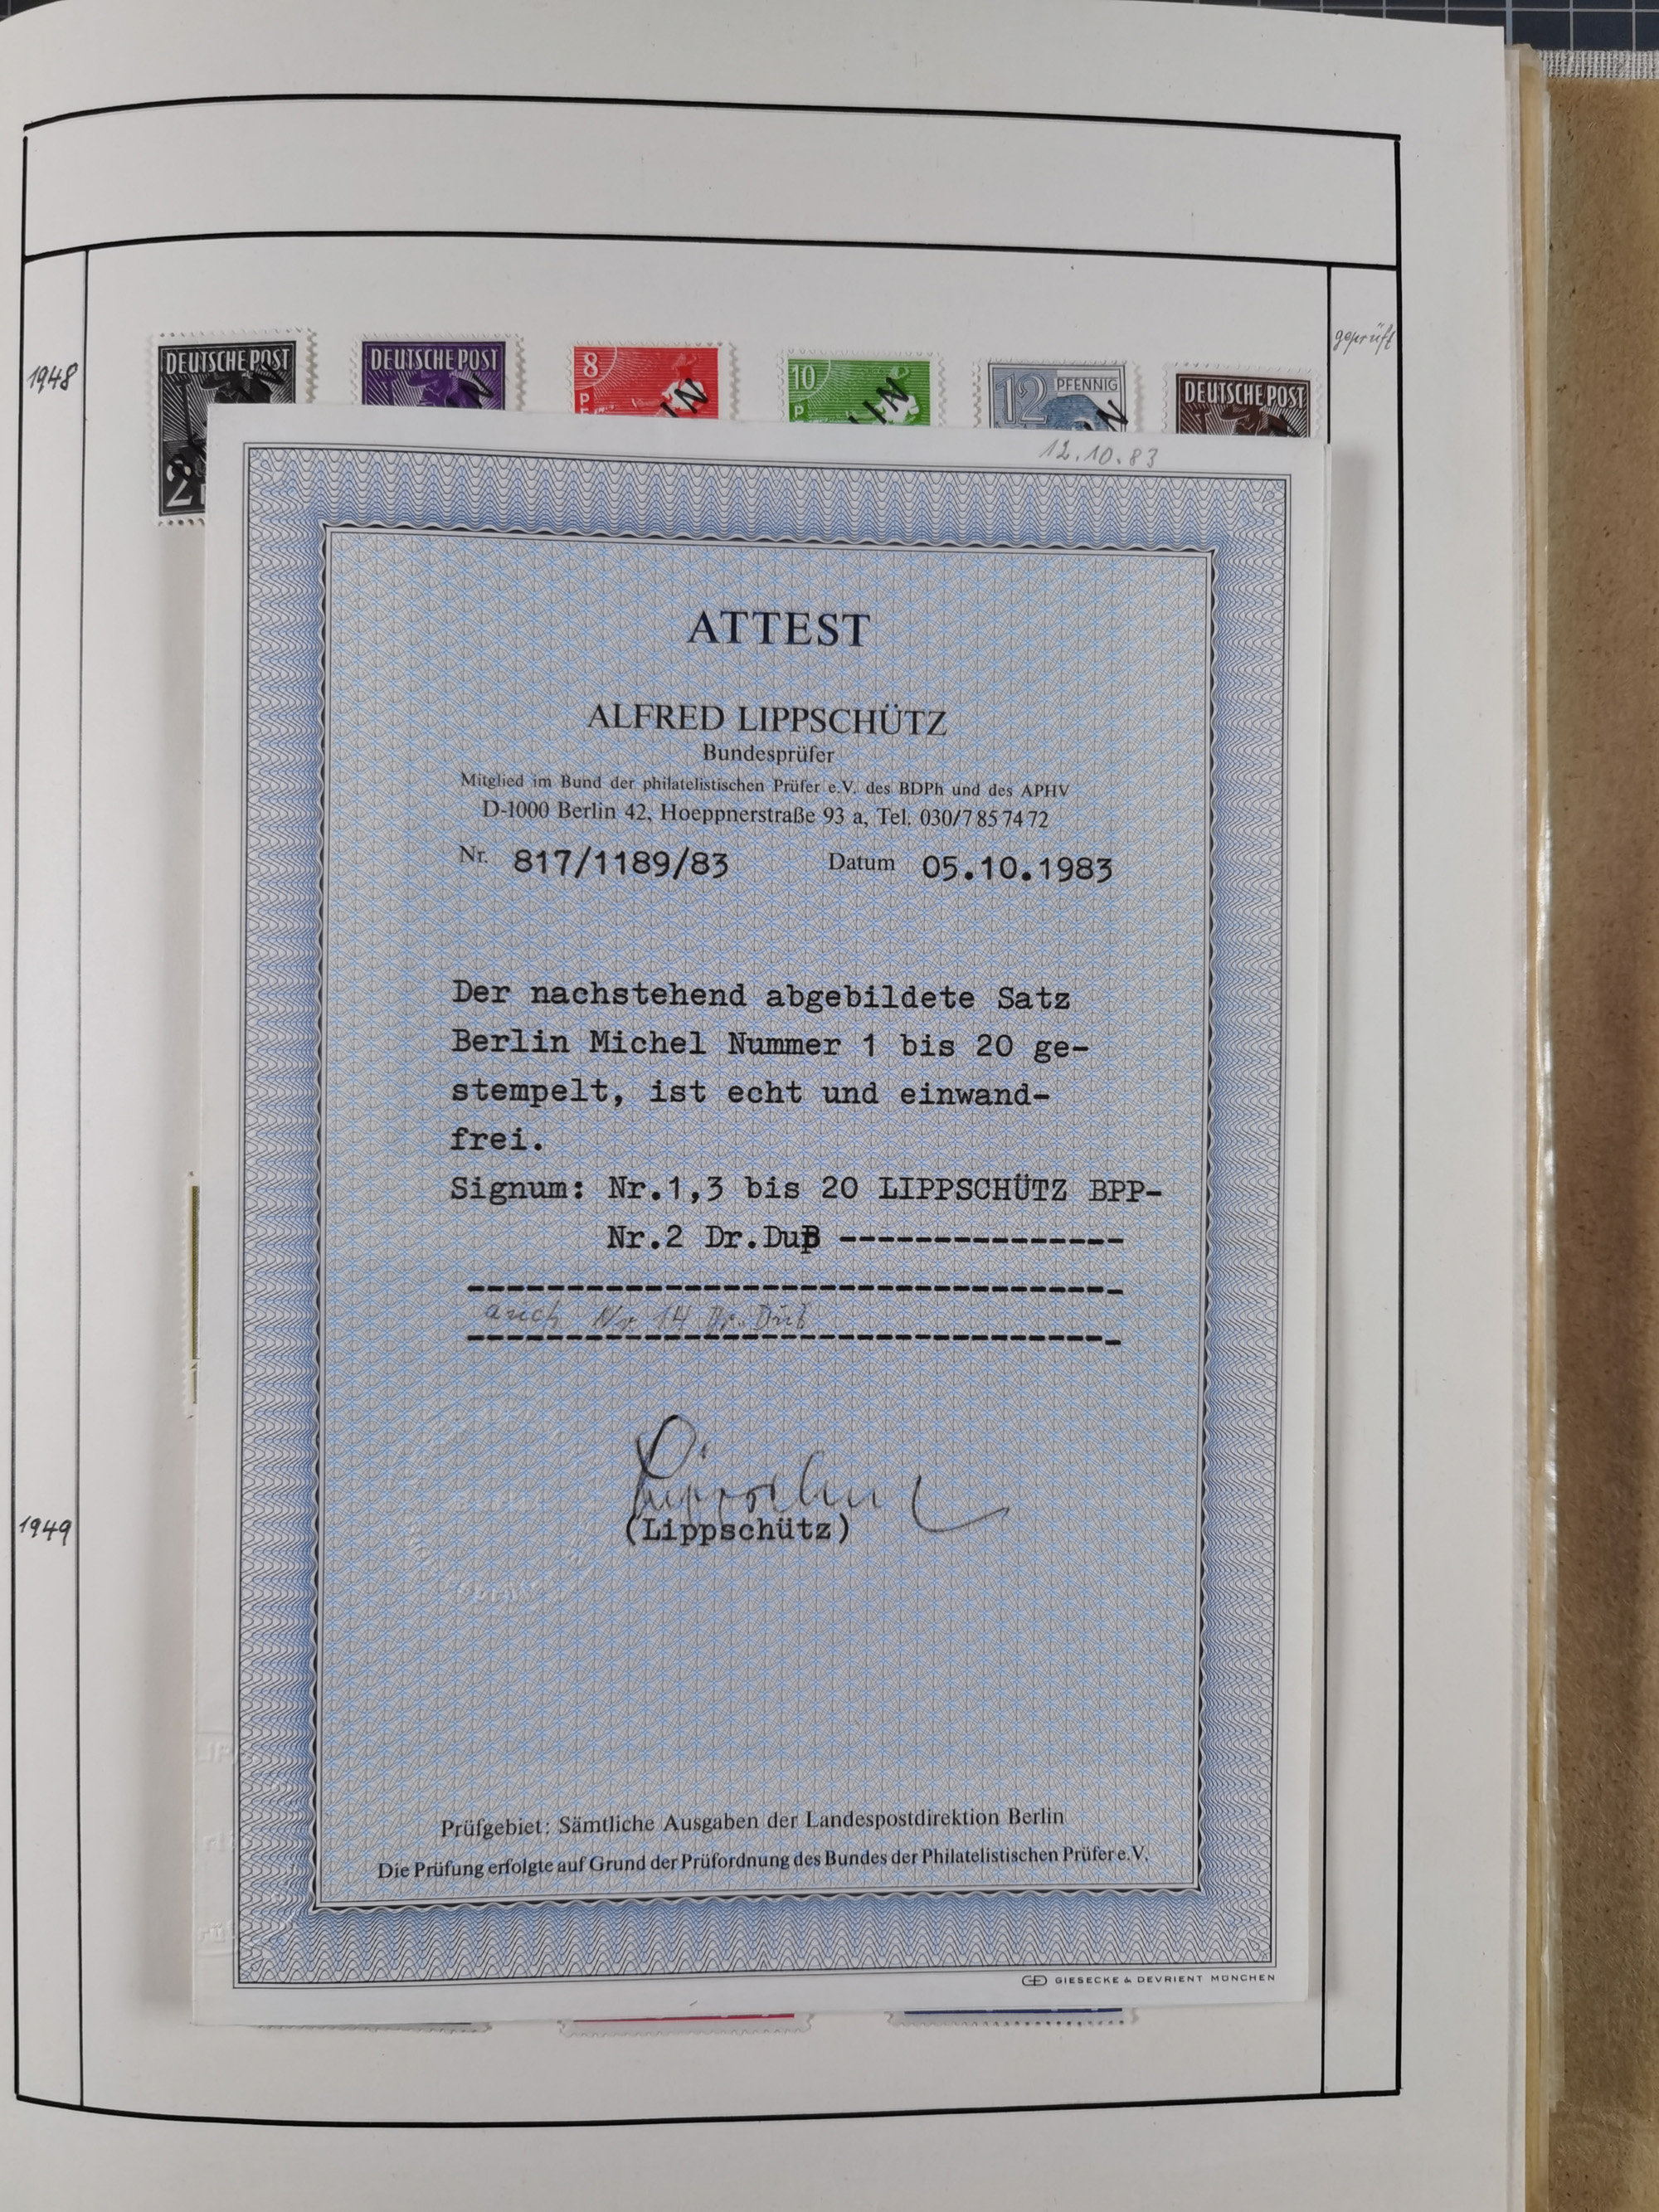 1948
geprüft
DEUTSCHE POST
DEUTSCHE POST
8
P
10
P
12 PFENNIG
DEUTSCHE POST
IN
IN
N
2
12.10.83
ATTEST
ALFRED LIPPSCHÜTZ
Bundesprüfer
Mitglied im Bund der philatelistischen Prüfer e.V. des BDPh und des APHV
D-1000 Berlin 42, Hoeppnerstraße 93 a, Tel. 030/7 85 74 72
Nr. 817/1189/83 Datum 05.10.1983
Der nachstehend abgebildete Satz
Berlin Michel Nummer 1 bis 20 ge-
stempelt, ist echt und einwand-
frei.
Signum: Nr.1,3 bis 20 LIPPSCHÜTZ BPP-
Nr.2 Dr.Duß ---------------
auch Nr. 14 Dr. Duß
(Lippschütz)
1949
Prüfgebiet: Sämtliche Ausgaben der Landespostdirektion Berlin
Die Prüfung erfolgte auf Grund der Prüfordnung des Bundes der Philatelistischen Prüfer e.V.
GIESECKE & DEVRIENT MÜNCHEN